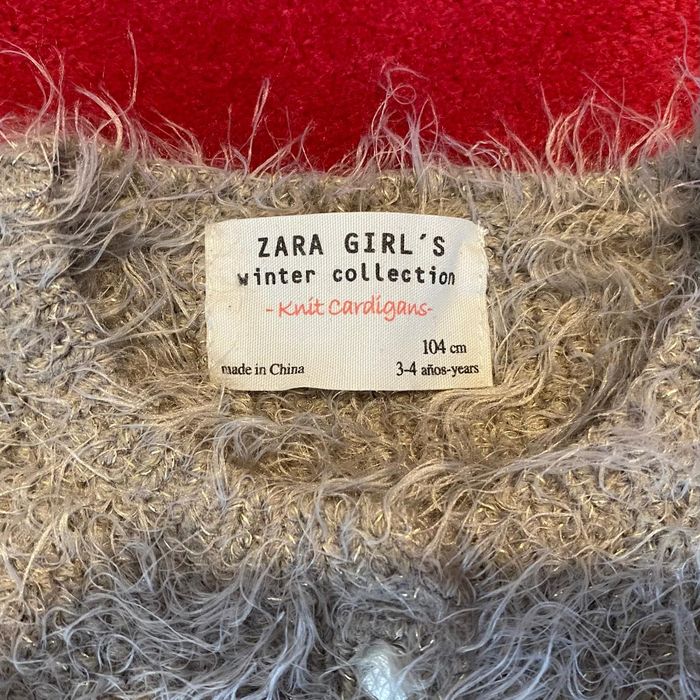 ZARA GIRL´S
winter collection
- Knit Cardigans-
104 cm
made in China 3-4 años-years